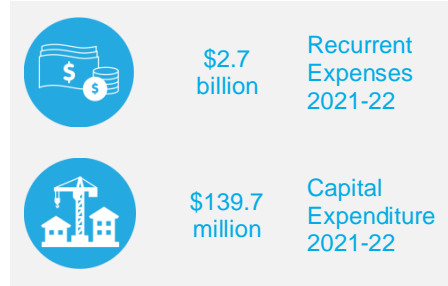 $
$
$2.7
billion
Recurrent
Expenses
2021-22
$139.7
million
Capital
Expenditure
2021-22